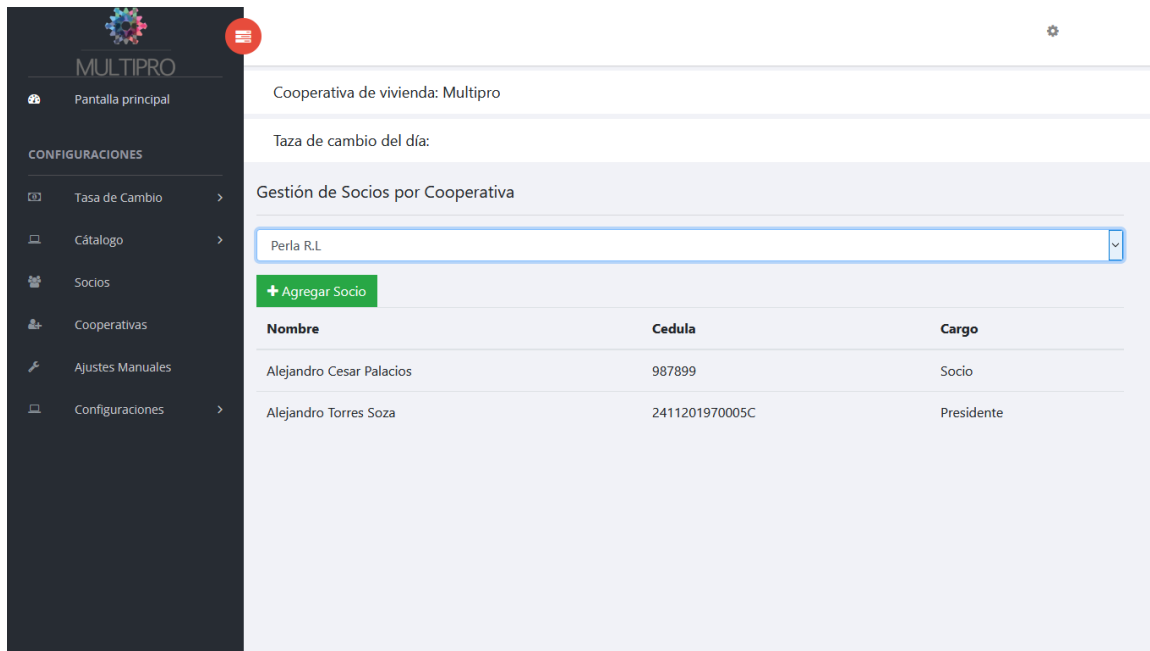 MULTIPRO
Pantalla principal
CONFIGURACIONES
Tasa de Cambio
Cátalogo
Socios
Cooperativas
Ajustes Manuales
Configuraciones
Cooperativa de vivienda: Multipro
Taza de cambio del día:
Gestión de Socios por Cooperativa
Perla R.L
Agregar Socio
Nombre Cedula Cargo
Alejandro Cesar Palacios 987899 Socio
Alejandro Torres Soza 2411201970005C Presidente